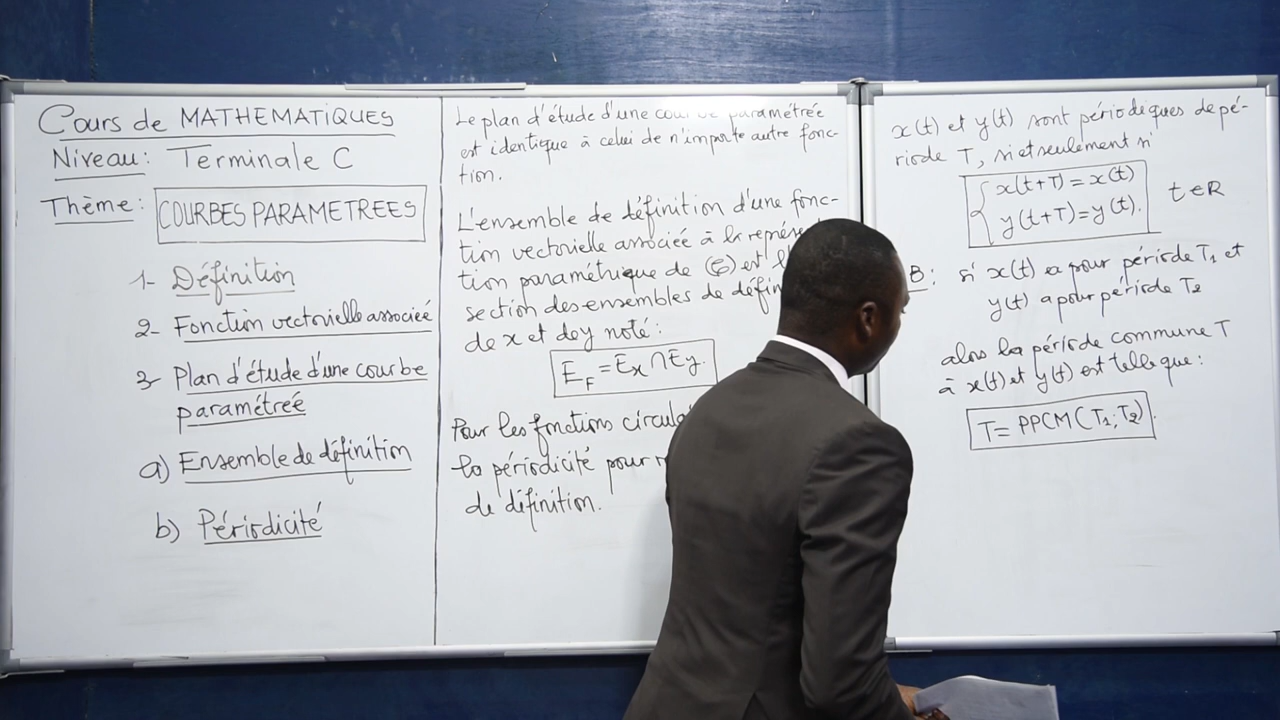 Cours de MATHEMATIQUES
Niveau: Terminale C
Thème: COURBES PARAMETREES
1- Définition
2- Fonction vectorielle associée
3- Plan d'étude d'une courbe
paramétrée
a) Ensemble de définition
b) Périodicité
Le plan d'étude d'une paramétrée
est identique à celui de n'importe autre fonc-
tion.
L'ensemble de définition d'une fonc-
tion vectorielle associée à la
tion paramétrique de (C) est
section des ensembles de
de x et de y noté:
E_F = E_x ∩ E_y.
Pour les fonctions
la périodicité pour
de définition.
x(t) et y(t) sont périodiques de pé-
riode T, si et seulement si
{ x(t+T) = x(t)
y(t+T) = y(t). t ∈ R
B: si x(t) a pour période T₁ et
y(t) a pour période T₂
alors la période commune T
à x(t) et y(t) est telle que:
T = PPCM (T₁; T₂).